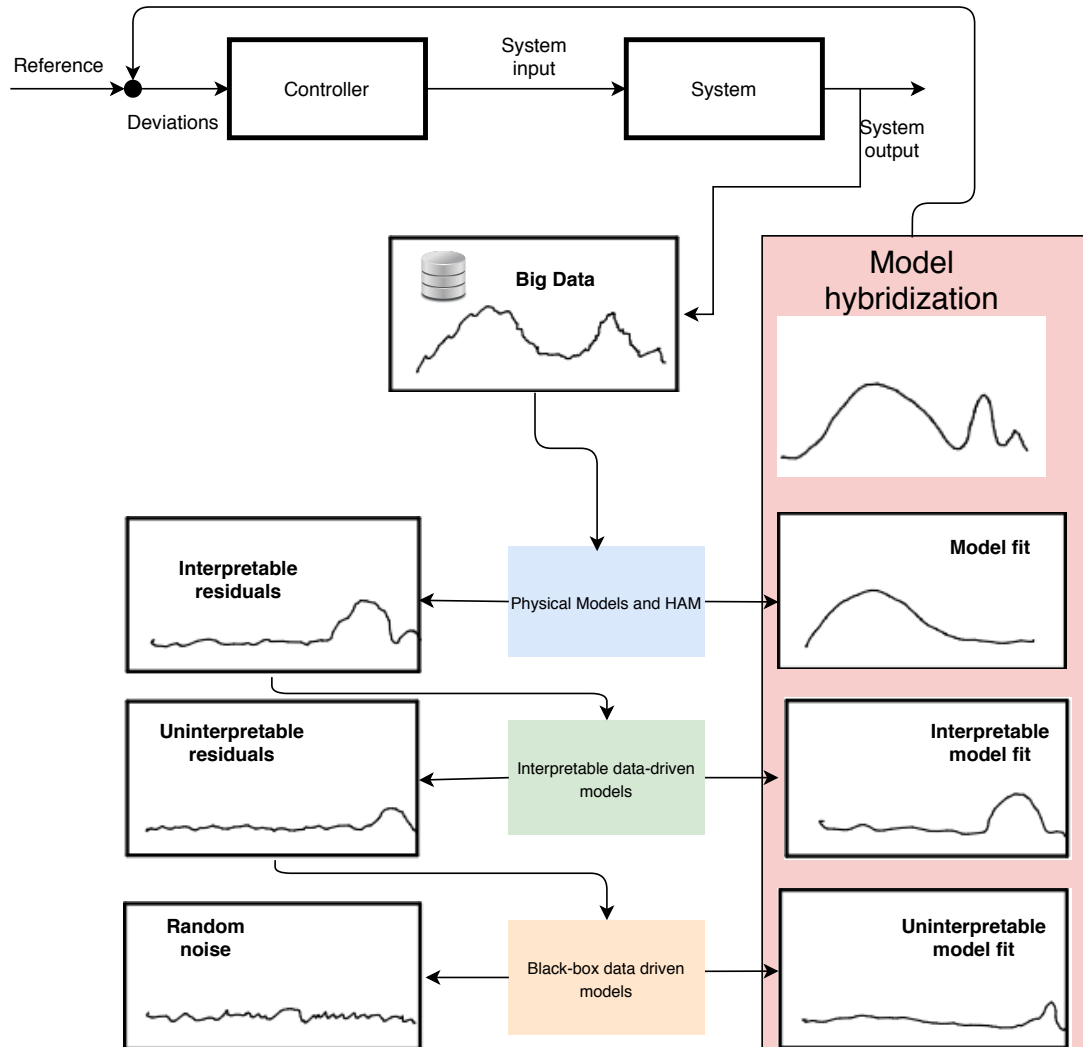 Reference
Deviations
Controller
System
input
System
System
output
Big Data
Model
hybridization
Interpretable
residuals
Physical Models and HAM
Model fit
Uninterpretable
residuals
Interpretable data-driven
models
Interpretable
model fit
Random
noise
Black-box data driven
models
Uninterpretable
model fit